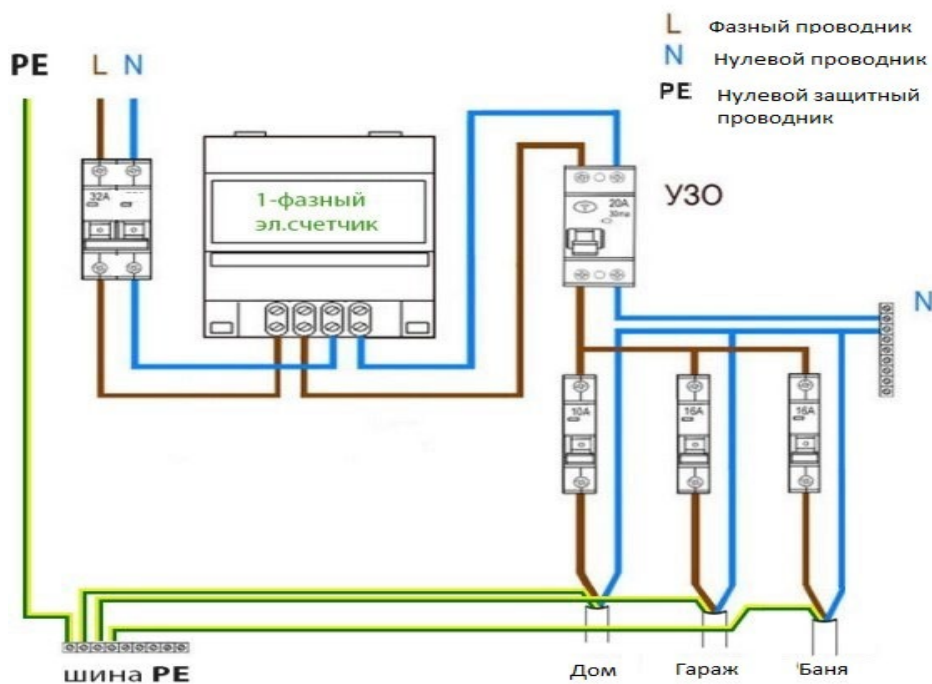 L Фазный проводник
N Нулевой проводник
PE Нулевой защитный
проводник
PE L N
32A
1-фазный
эл.счетчик
УЗО
20A
30ma
N
10A
16A
16A
шина PE
Дом
Гараж
Баня